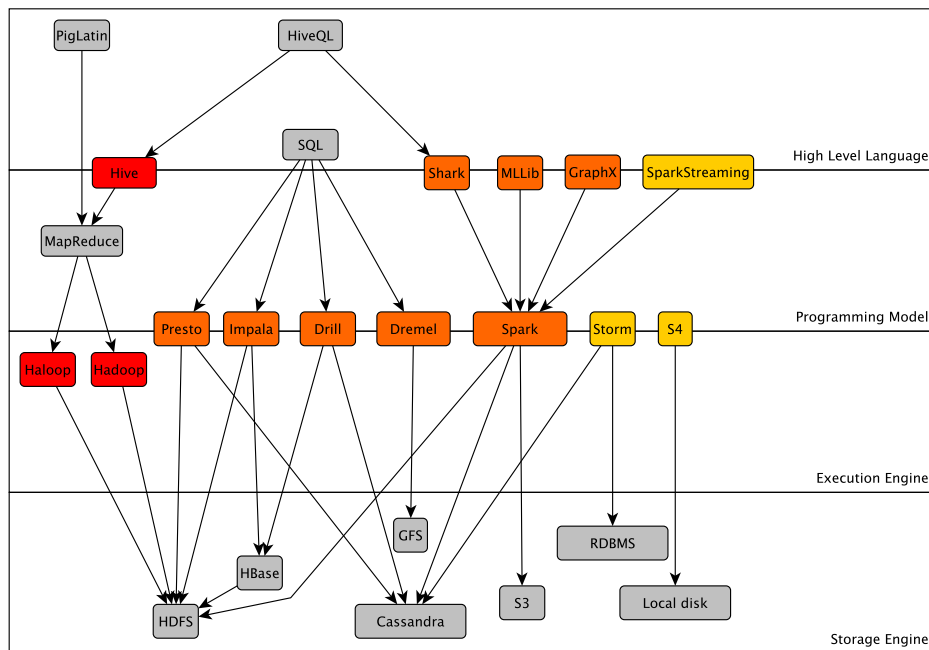 PigLatin
HiveQL
SQL
High Level Language
Hive
Shark
MLLib
GraphX
SparkStreaming
MapReduce
Programming Model
Presto
Impala
Drill
Dremel
Spark
Storm
S4
Haloop
Hadoop
Execution Engine
GFS
RDBMS
HBase
S3
Local disk
HDFS
Cassandra
Storage Engine